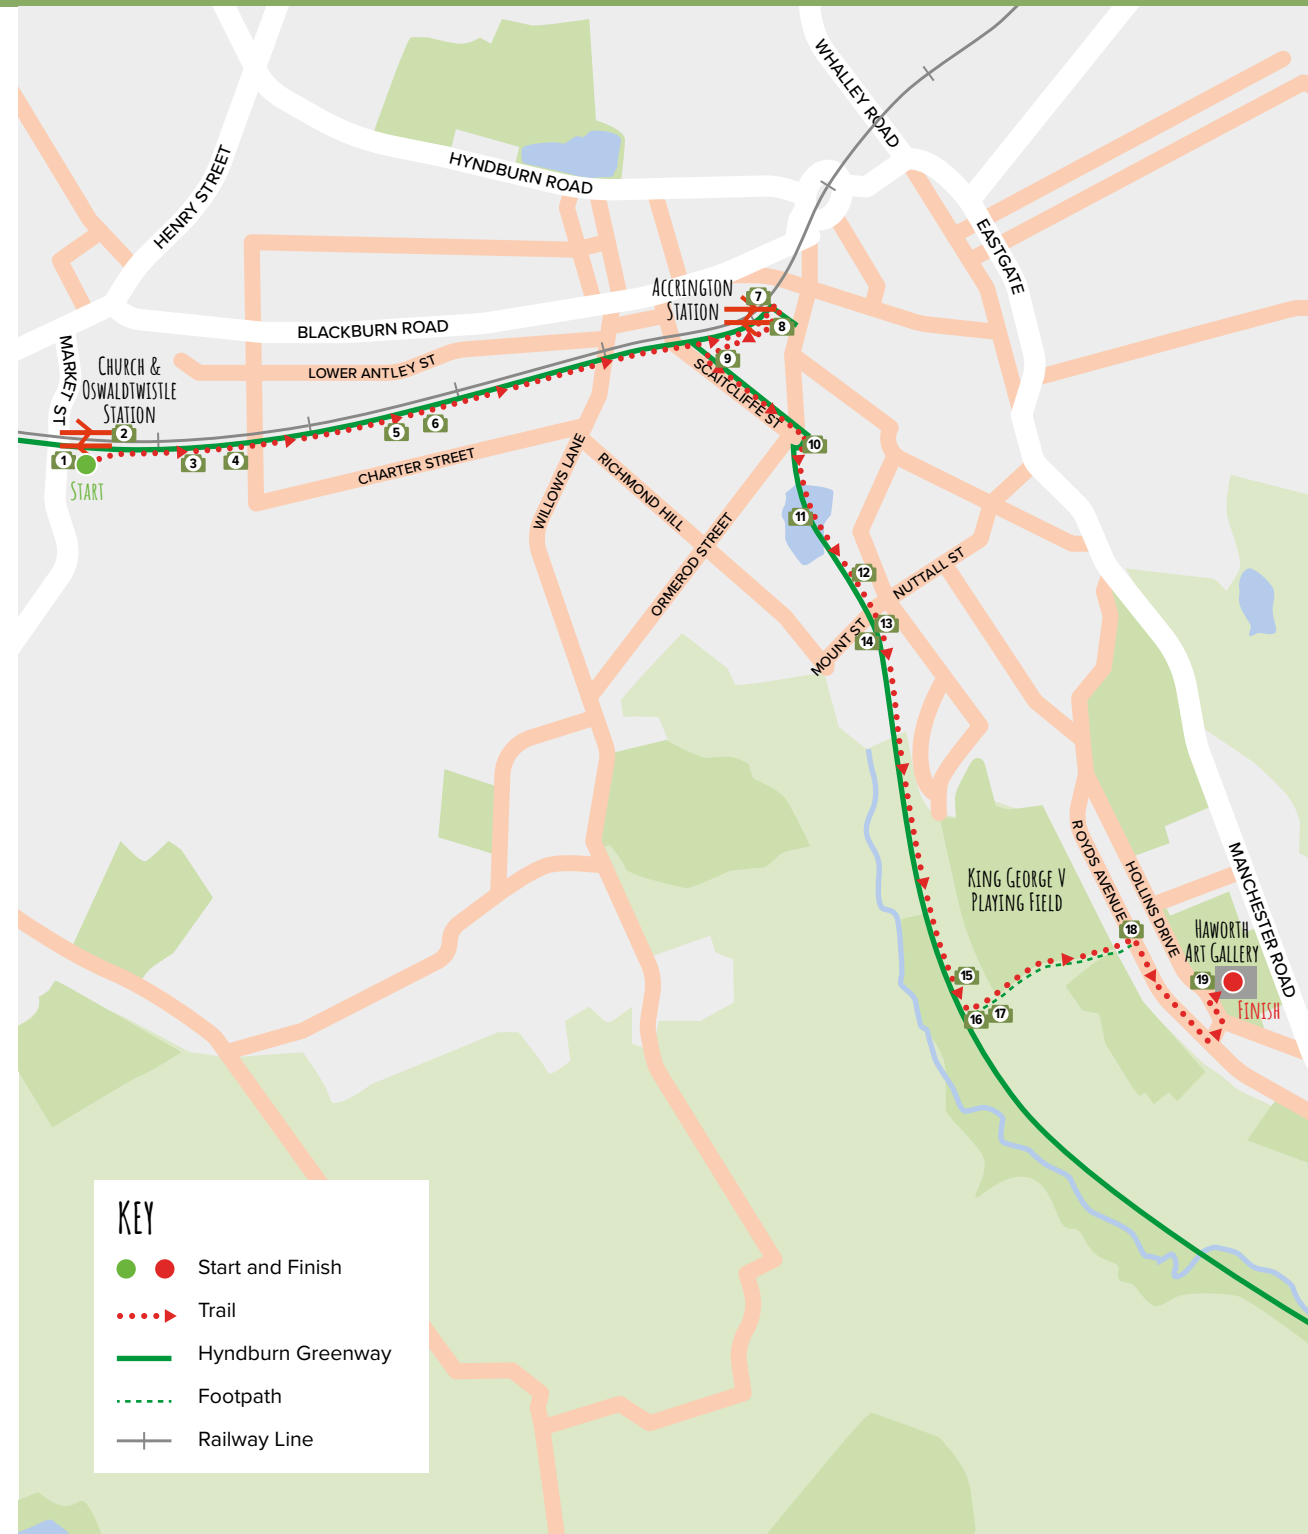 WHALLEY ROAD
HYNDBURN ROAD
HENRY STREET
EASTGATE
ACCRINGTON
STATION
7
8
BLACKBURN ROAD
MARKET ST
CHURCH &
OSWALDTWISTLE
STATION
LOWER ANTLEY ST
9
SCAITCLIFFE ST
1
2
START
3
4
5
6
10
CHARTER STREET
WILLOWS LANE
RICHMOND HILL
ORMEROD STREET
11
12
NUTTALL ST
13
14
MOUNT ST
KING GEORGE V
PLAYING FIELD
ROYDS AVENUE
HOLLINS DRIVE
MANCHESTER ROAD
HAWORTH
ART GALLERY
18
19
FINISH
15
16
17
KEY
Start and Finish
Trail
Hyndburn Greenway
Footpath
Railway Line